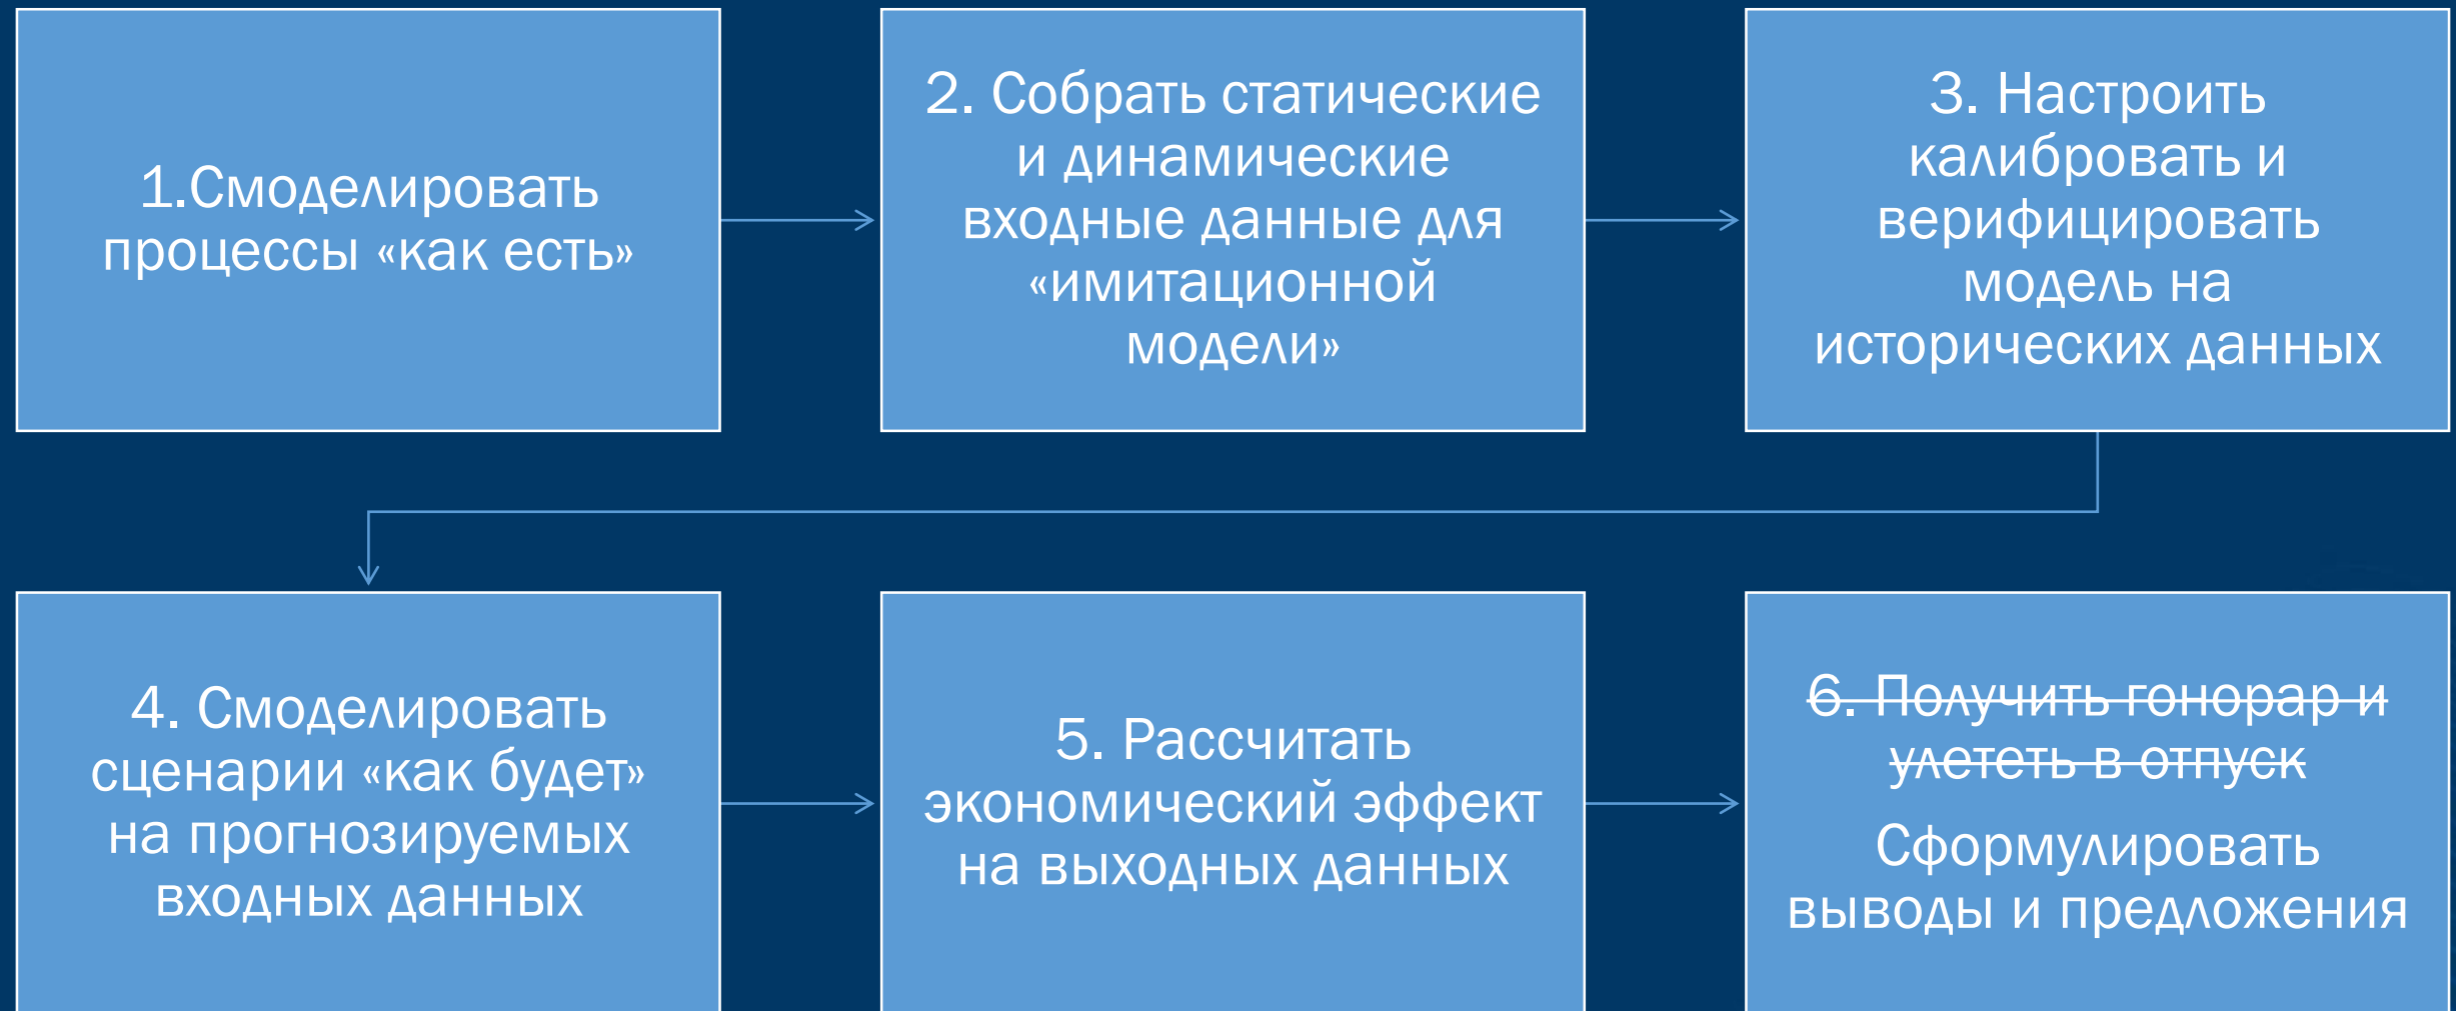 1.Смоделировать
процессы «как есть»
2. Собрать статические
и динамические
входные данные для
«имитационной
модели»
3. Настроить
калибровать и
верифицировать
модель на
исторических данных
4. Смоделировать
сценарии «как будет»
на прогнозируемых
входных данных
5. Рассчитать
экономический эффект
на выходных данных
6. Получить гонорар и
улететь в отпуск
Сформулировать
выводы и предложения